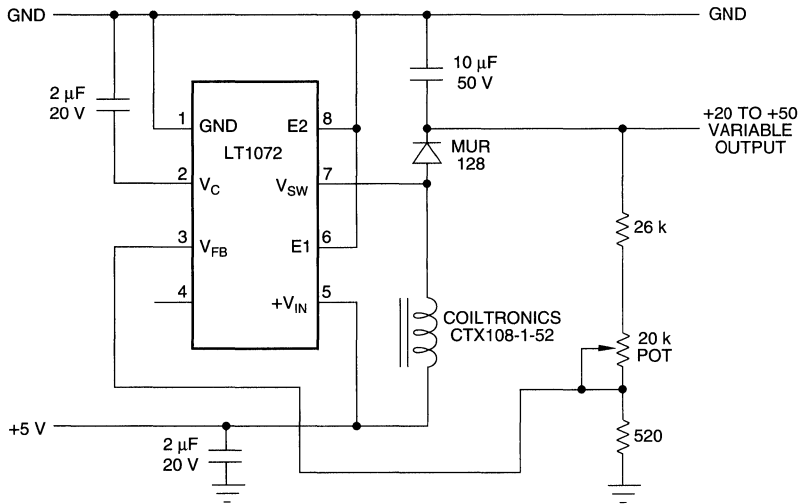 GND
GND
10 μF
50 V
2 μF
20 V
+20 TO +50
VARIABLE
OUTPUT
1
GND
E2
8
MUR
128
LT1072
2
V_C
V_SW
7
26 k
3
V_FB
E1
6
4
+V_IN
5
COILTRONICS
CTX108-1-52
20 k
POT
+5 V
2 μF
20 V
520